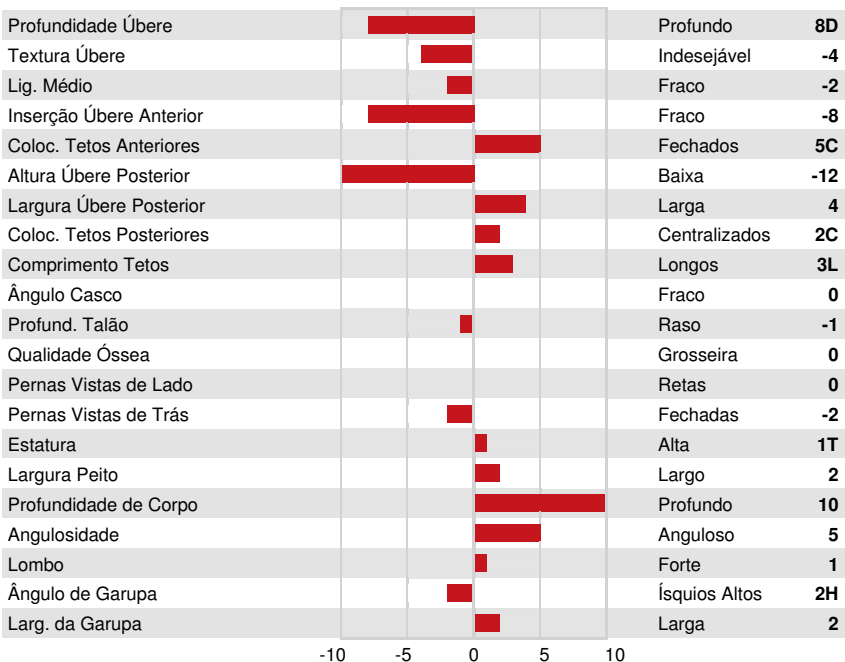 Profundidade Úbere Profundo 8D
Textura Úbere Indesejável -4
Lig. Médio Fraco -2
Inserção Úbere Anterior Fraco -8
Coloc. Tetos Anteriores Fechados 5C
Altura Úbere Posterior Baixa -12
Largura Úbere Posterior Larga 4
Coloc. Tetos Posteriores Centralizados 2C
Comprimento Tetos Longos 3L
Ângulo Casco Fraco 0
Profund. Talão Raso -1
Qualidade Óssea Grosseira 0
Pernas Vistas de Lado Retas 0
Pernas Vistas de Trás Fechadas -2
Estatura Alta 1T
Largura Peito Largo 2
Profundidade de Corpo Profundo 10
Angulosidade Anguloso 5
Lombo Forte 1
Ângulo de Garupa Ísquios Altos 2H
Larg. da Garupa Larga 2
-10 -5 0 5 10